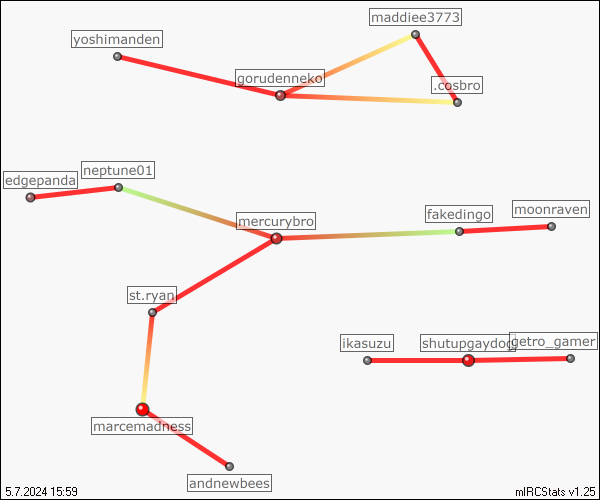 maddiee3773
yoshimanden
gorudenneko
.cosbro
neptune01
edgepanda
mercurybro
fakedingo
moonraven
st.ryan
ikasuzu
shutupgaydog
getro_gamer
marcemadness
andnewbees
5.7.2024 15:59
mIRCStats v1.25